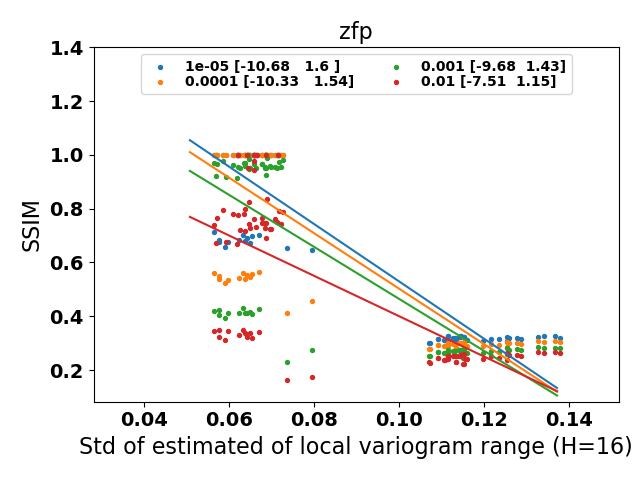 zfp
1e-05 [-10.68 1.6 ]
0.0001 [-10.33 1.54]
0.001 [-9.68 1.43]
0.01 [-7.51 1.15]
1.4
1.2
1.0
0.8
0.6
0.4
0.2
SSIM
0.04 0.06 0.08 0.10 0.12 0.14
Std of estimated of local variogram range (H=16)